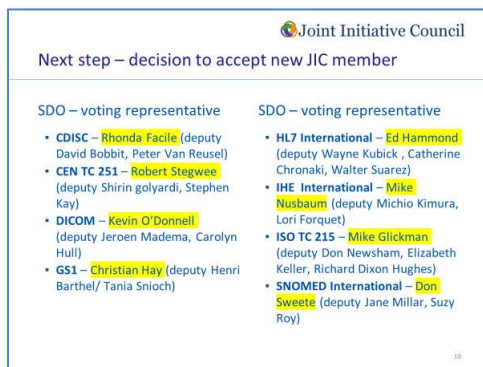 Joint Initiative Council
Next step – decision to accept new JIC member
SDO – voting representative
▪ CDISC – Rhonda Facile (deputy
David Bobbit, Peter Van Reusel)
▪ CEN TC 251 – Robert Stegwee
(deputy Shirin golyardi, Stephen
Kay)
▪ DICOM – Kevin O’Donnell
(deputy Jeroen Madema, Carolyn
Hull)
▪ GS1 – Christian Hay (deputy Henri
Barthel/ Tania Snioch)
SDO – voting representative
▪ HL7 International – Ed Hammond
(deputy Wayne Kubick , Catherine
Chronaki, Walter Suarez)
▪ IHE International – Mike
Nusbaum (deputy Michio Kimura,
Lori Forquet)
▪ ISO TC 215 – Mike Glickman
(deputy Don Newsham, Elizabeth
Keller, Richard Dixon Hughes)
▪ SNOMED International – Don
Sweete (deputy Jane Millar, Suzy
Roy)
18